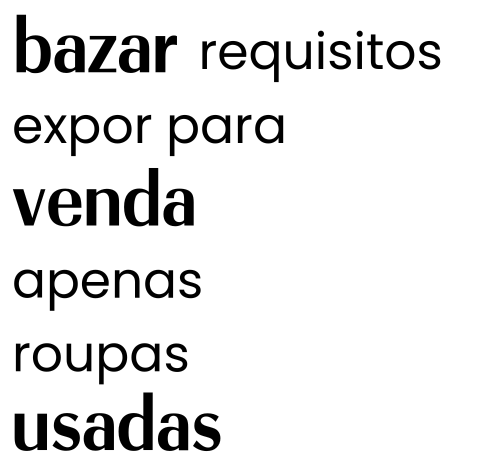 bazar requisitos
expor para
venda
apenas
roupas
usadas